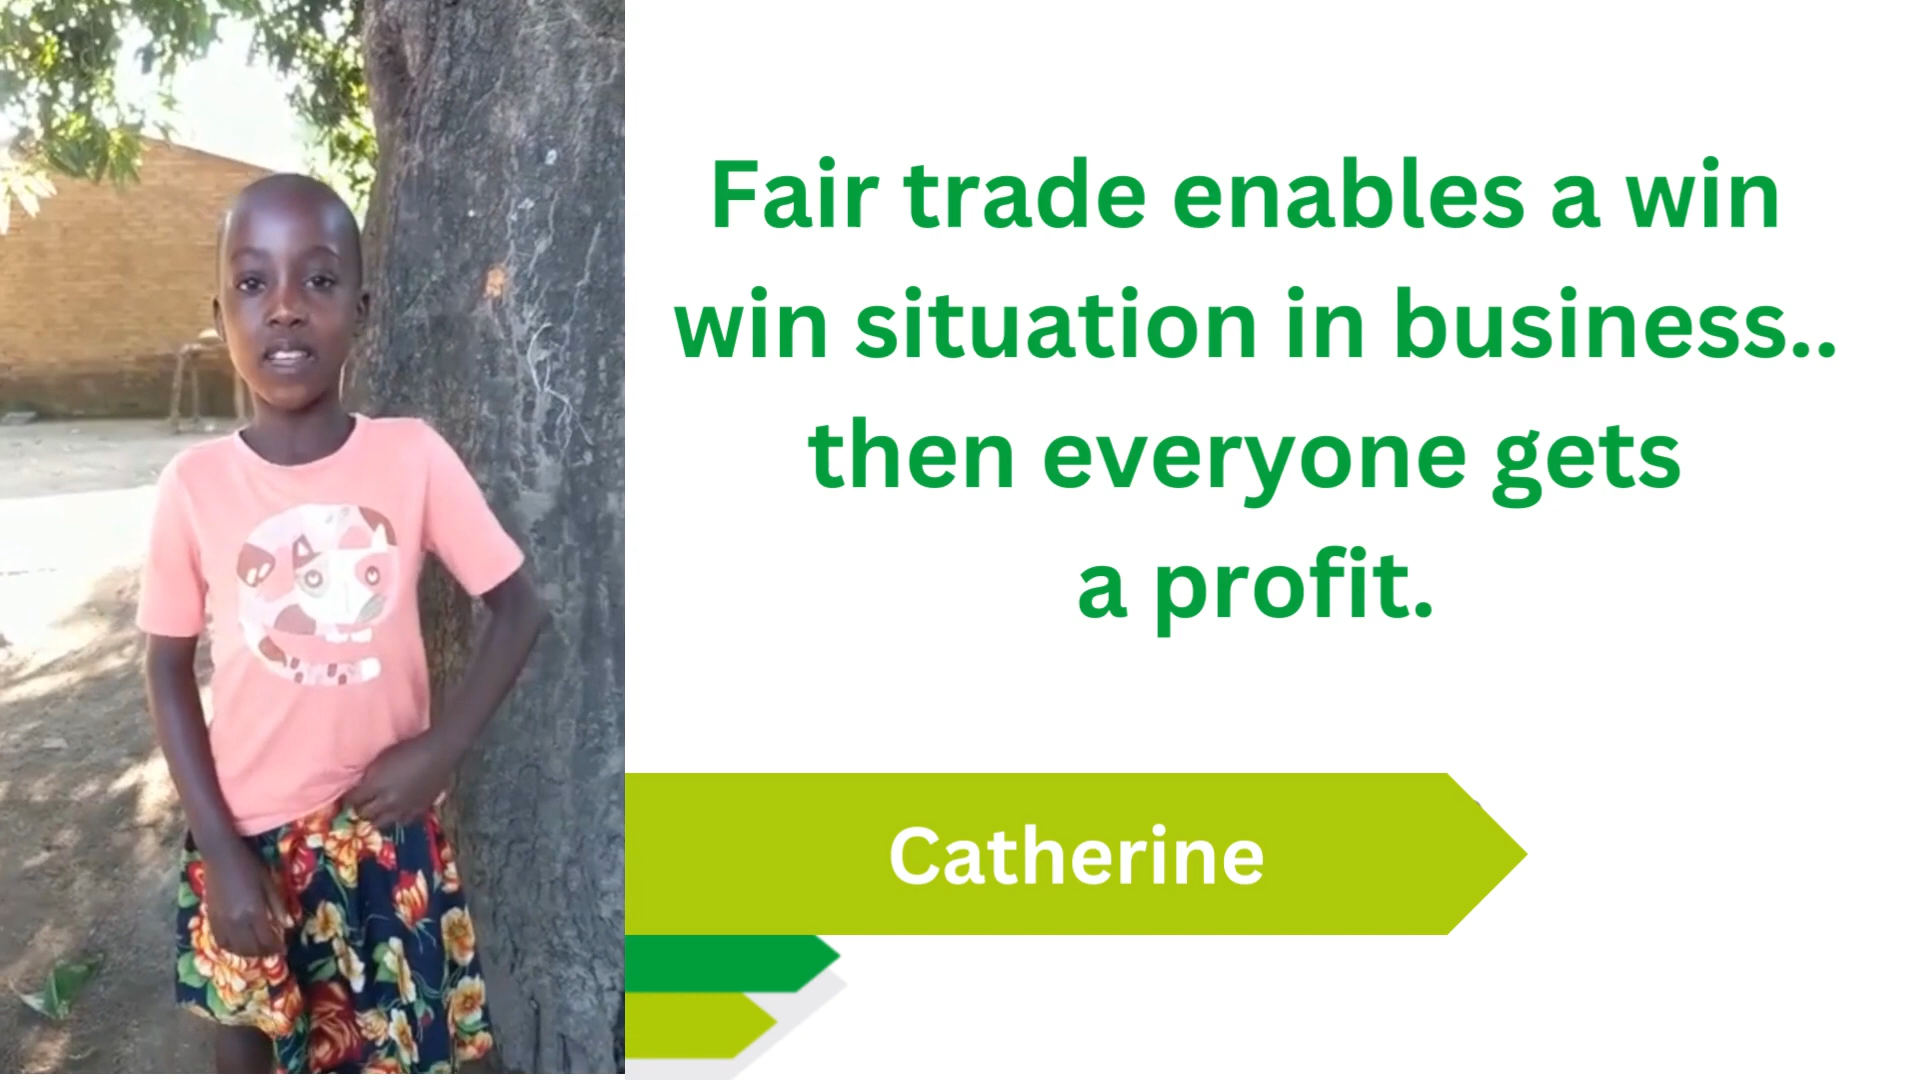 Fair trade enables a win
win situation in business..
then everyone gets
a profit.
Catherine